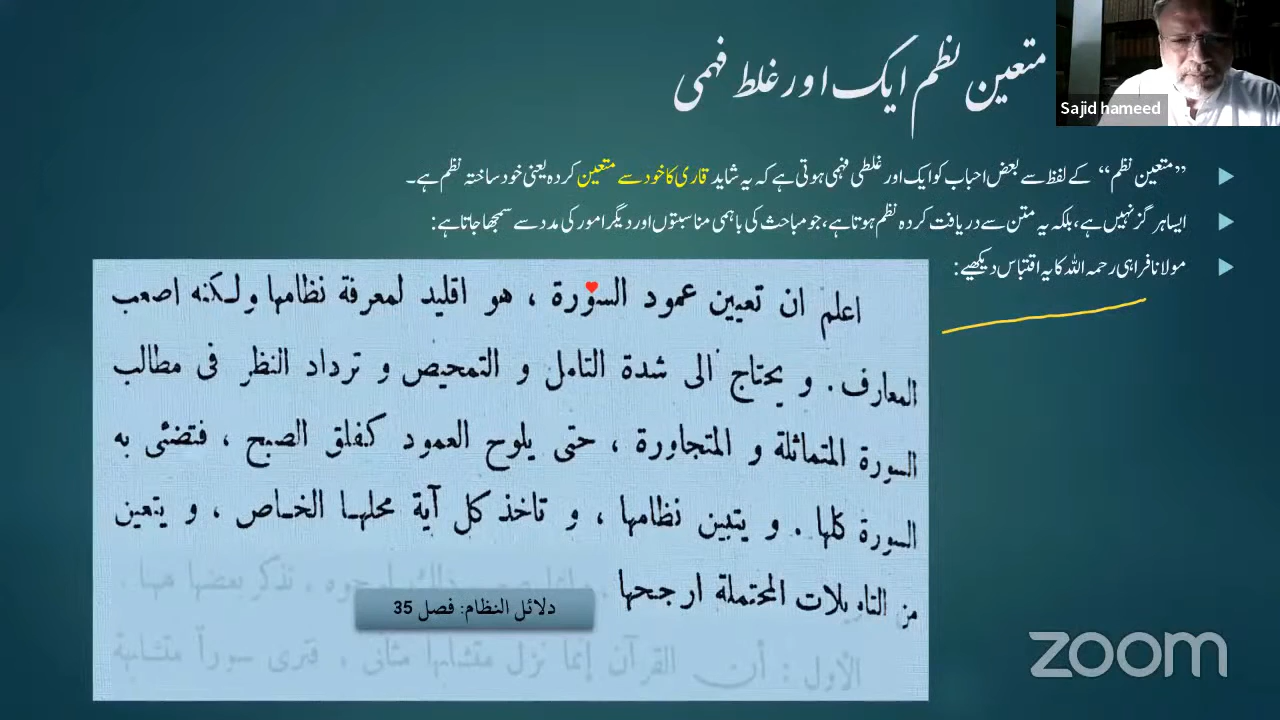 متعین نظم ایک اور غلط فہمی
Sajid hameed
”متعین نظم“ کے لفظ سے بعض احباب کو ایک اور غلطی فہمی ہوتی ہے کہ یہ شاید قاری کا خود سے متعین کردہ یعنی خود ساختہ نظم ہے۔
ایسا ہر گز نہیں ہے، بلکہ یہ متن سے دریافت کردہ نظم ہوتا ہے، جو مباحث کی باہمی مناسبتوں اور دیگر امور کی مدد سے سمجھا جاتا ہے:
مولانا فراہی رحمہ اللہ کا یہ اقتباس دیکھیے:
اعلم ان تعيين عمود السورة ، هو اقليد لمعرفة نظامها ولكنه اصعب
المعارف . و يحتاج الى شدة التامل و التمحيص و ترداد النظر فى مطالب
السورة المتماثلة و المتجاورة ، حتى يلوح العمود كفلق الصبح ، فتضئى به
السورة كلها . و يتبين نظامها ، و تاخذ كل آية محلها الخاص ، و يتعين
من التاويلات المحتملة ارجحها
، تذكر بعضها ههنا .
دلائل النظام: فصل 35
الأول : أن القرآن إنما نزل متشابها مثانى ، فترى سوراً متشابهة
zoom